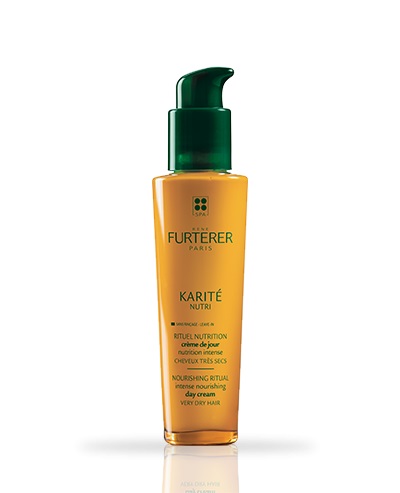 SPA
RENE
FURTERER
PARIS
KARITÉ
NUTRI
SANS RINÇAGE - LEAVE-IN
RITUEL NUTRITION
crème de jour
nutrition intense
CHEVEUX TRÈS SECS
NOURISHING RITUAL
intense nourishing
day cream
VERY DRY HAIR